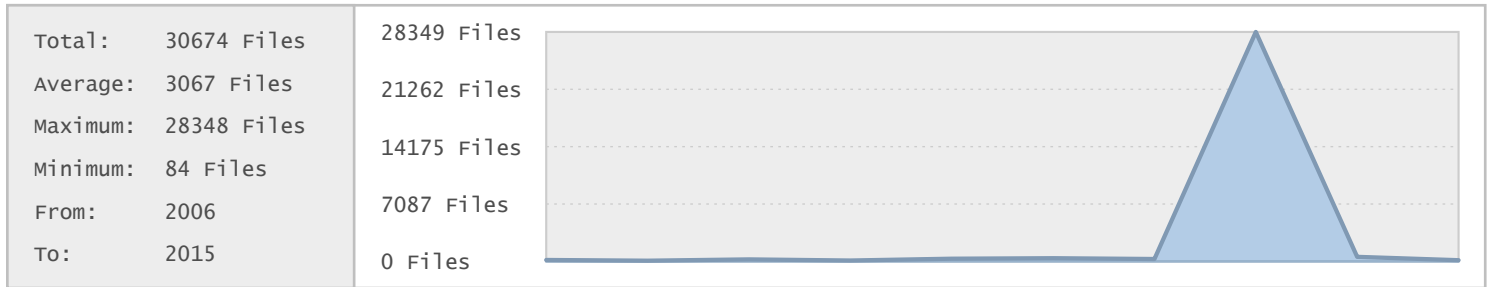 Total: 30674 Files
Average: 3067 Files
Maximum: 28348 Files
Minimum: 84 Files
From: 2006
To: 2015
28349 Files
21262 Files
14175 Files
7087 Files
0 Files